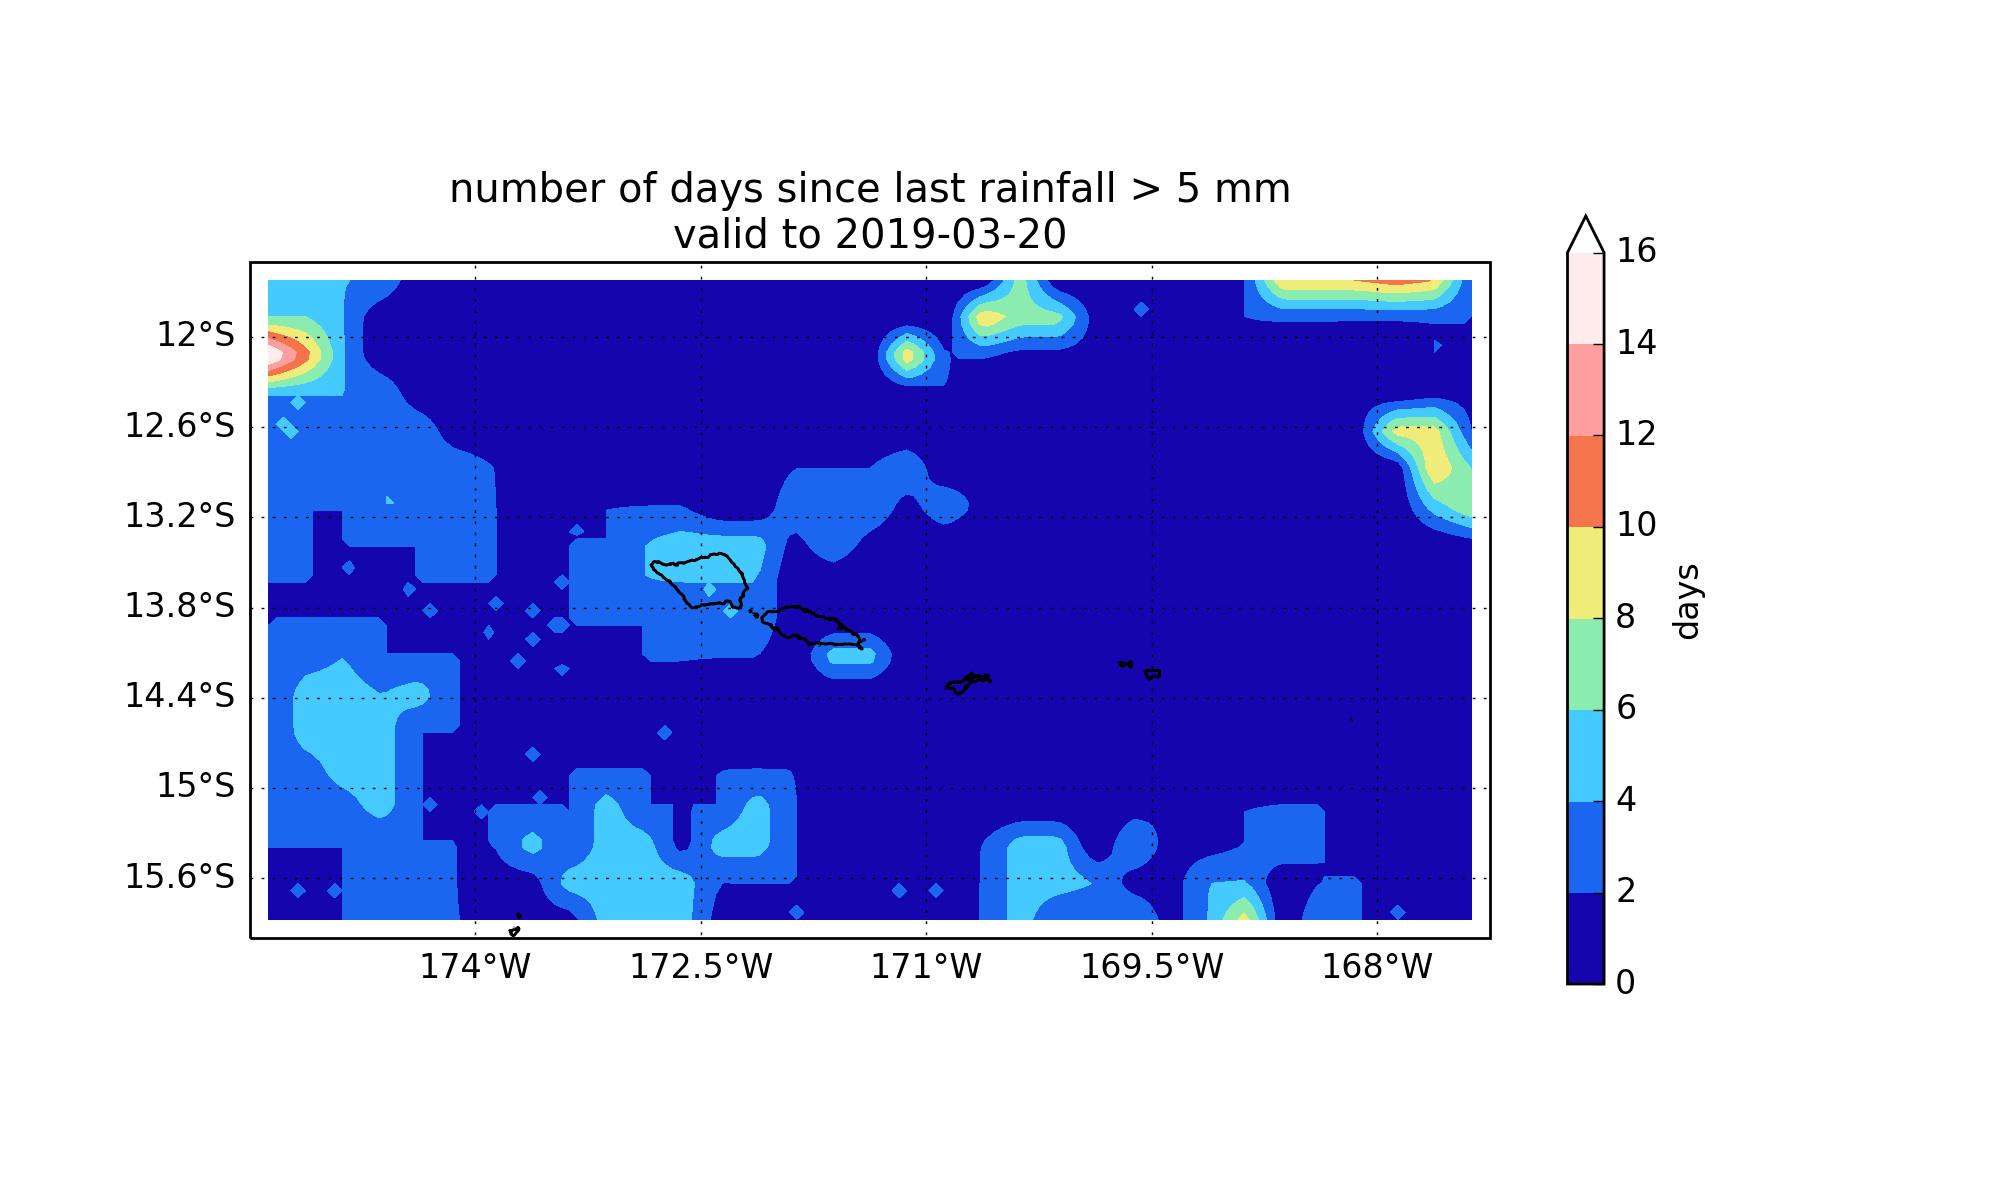 number of days since last rainfall > 5 mm
valid to 2019-03-20
12°S
12.6°S
13.2°S
13.8°S
14.4°S
15°S
15.6°S
174°W
172.5°W
171°W
169.5°W
168°W
16
14
12
10
8
6
4
2
0
days